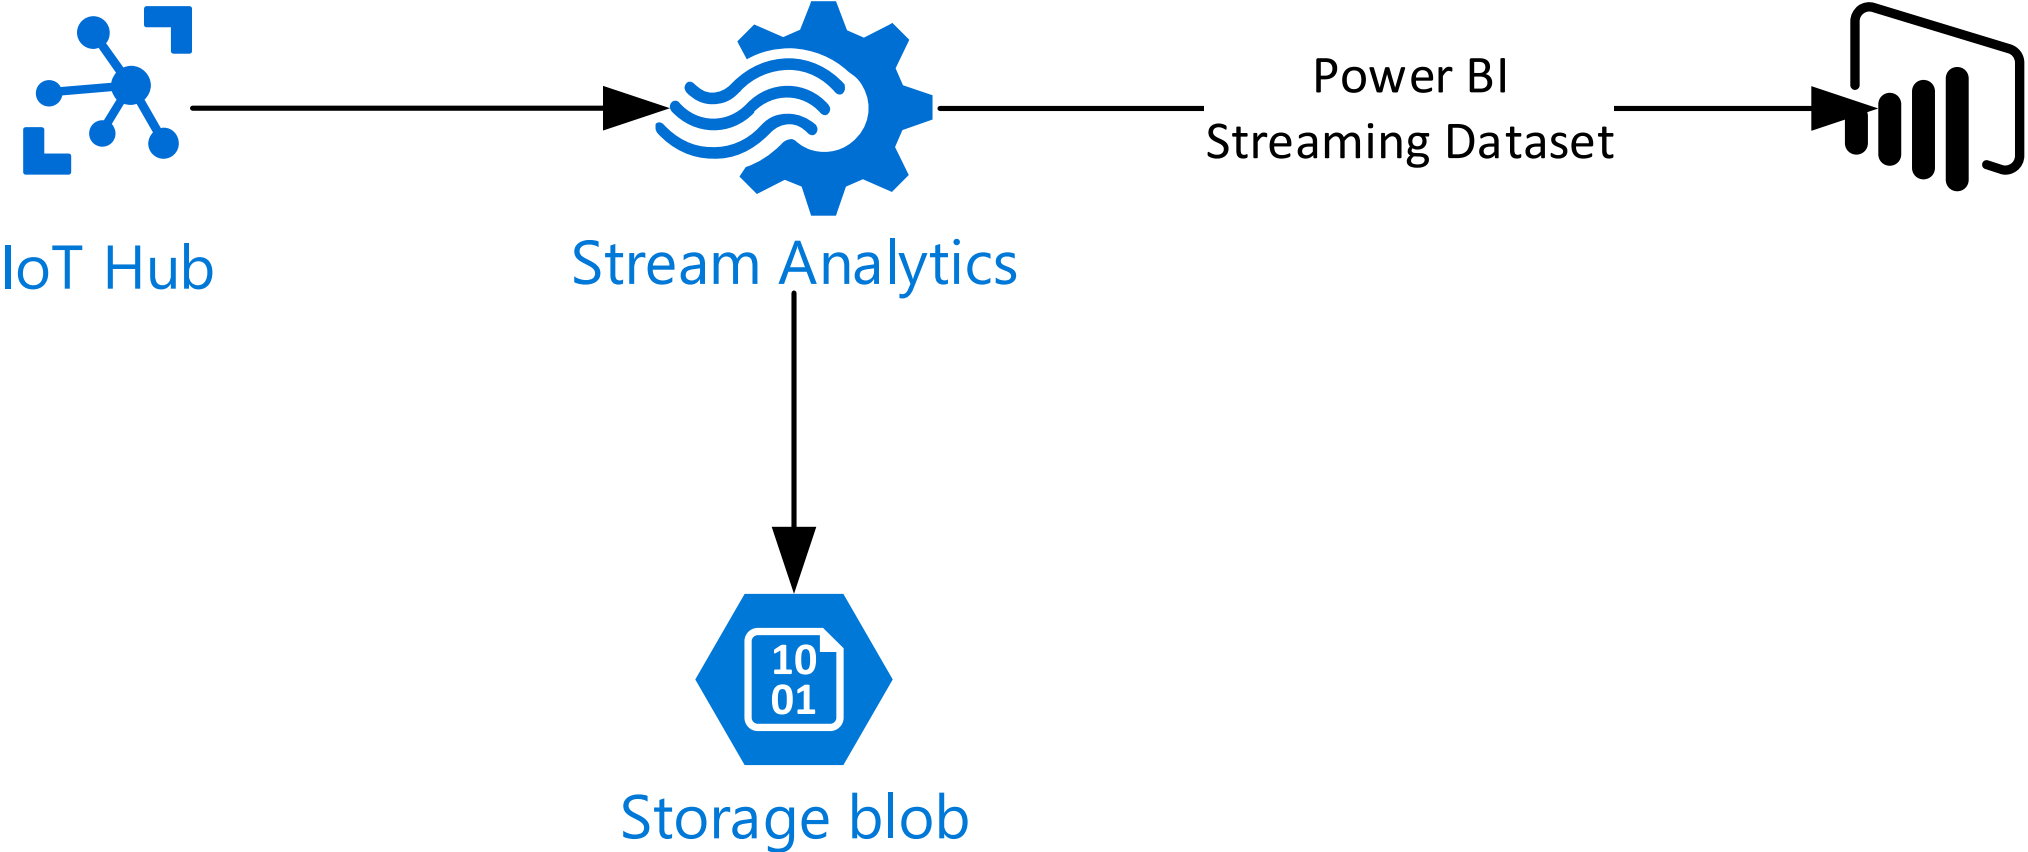 Power BI
Streaming Dataset
IoT Hub
Stream Analytics
10
01
Storage blob